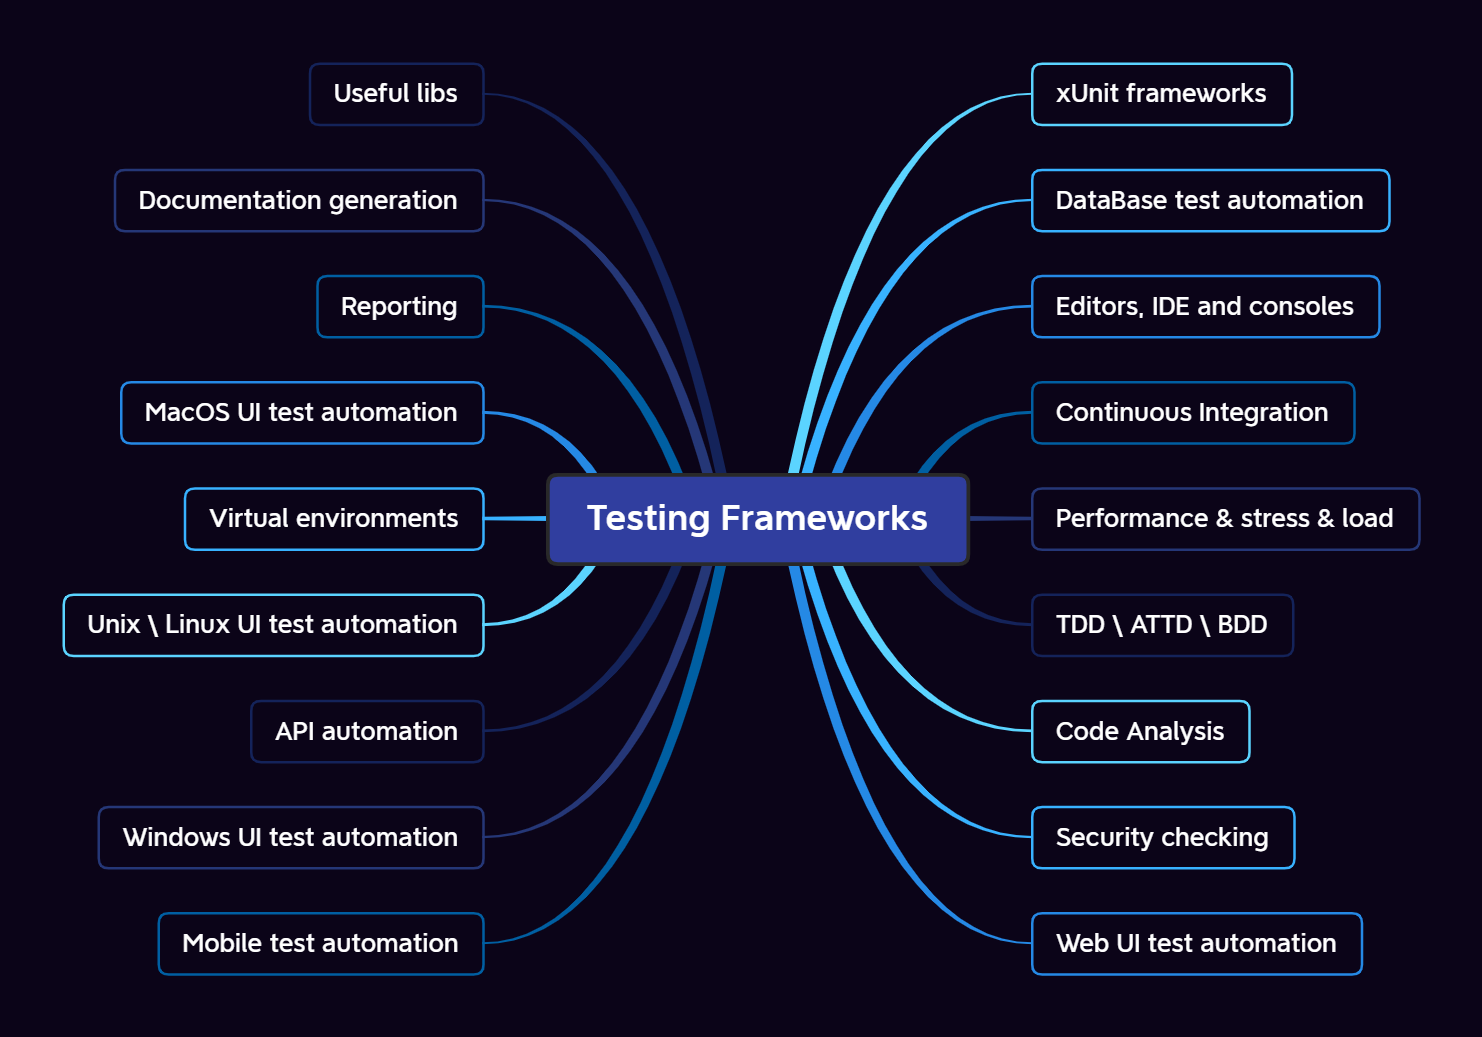 Useful libs
Documentation generation
Reporting
MacOS UI test automation
Virtual environments
Unix \ Linux UI test automation
API automation
Windows UI test automation
Mobile test automation
Testing Frameworks
xUnit frameworks
DataBase test automation
Editors, IDE and consoles
Continuous Integration
Performance & stress & load
TDD \ ATTD \ BDD
Code Analysis
Security checking
Web UI test automation